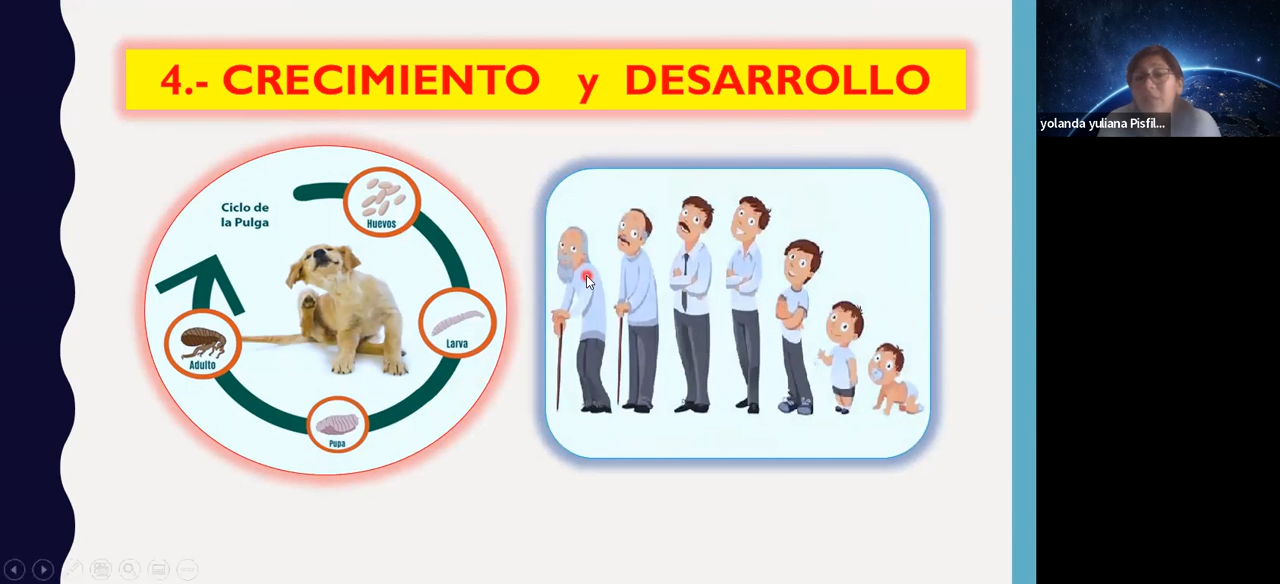 4.- CRECIMIENTO y DESARROLLO
Ciclo de
la Pulga
Huevos
Larva
Pupa
Adulto
yolanda yuliana Pisfil...